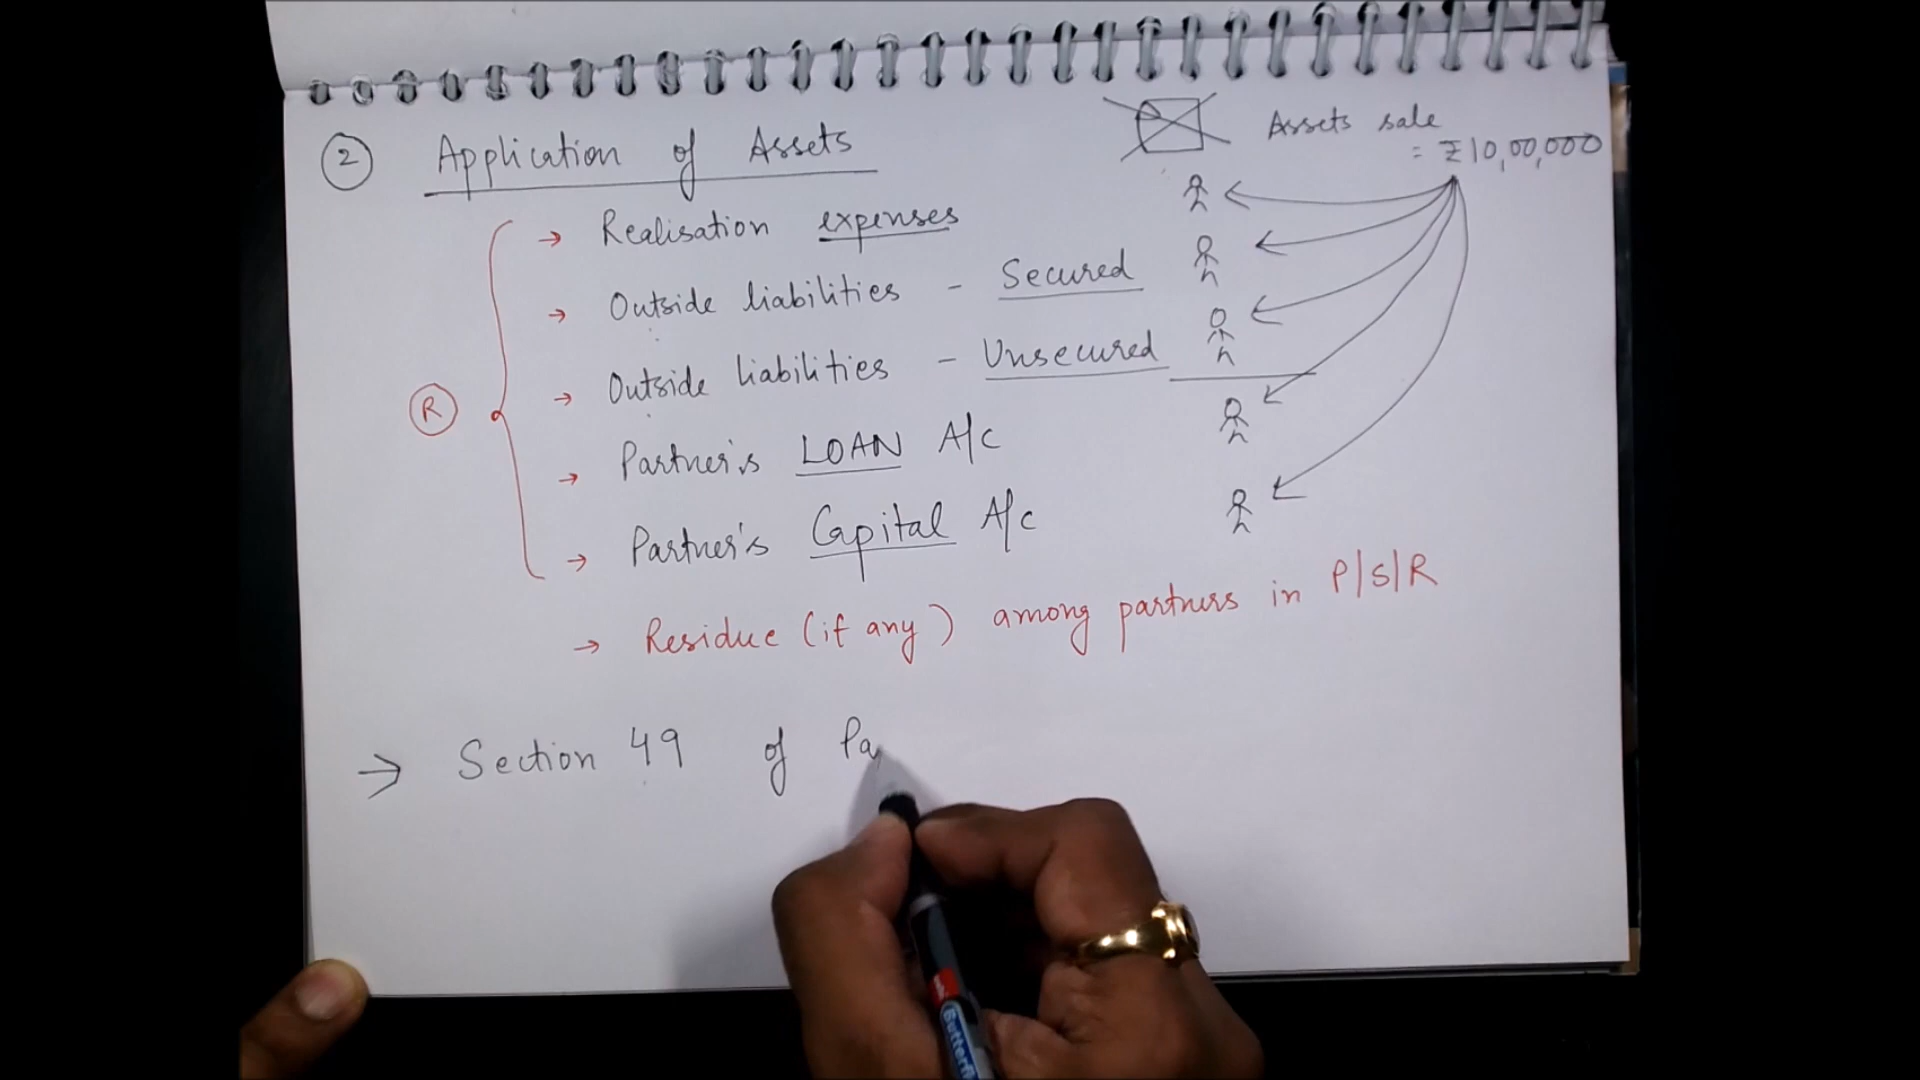 ② Application of Assets
Assets sale
= ₹10,00,000
→ Realisation expenses
→ Outside liabilities - Secured
→ Outside liabilities - Unsecured
Ⓡ
→ Partner's LOAN A/C
→ Partner's Capital A/C
→ Residue (if any) among partners in P/S/R
→ Section 49 of Pa